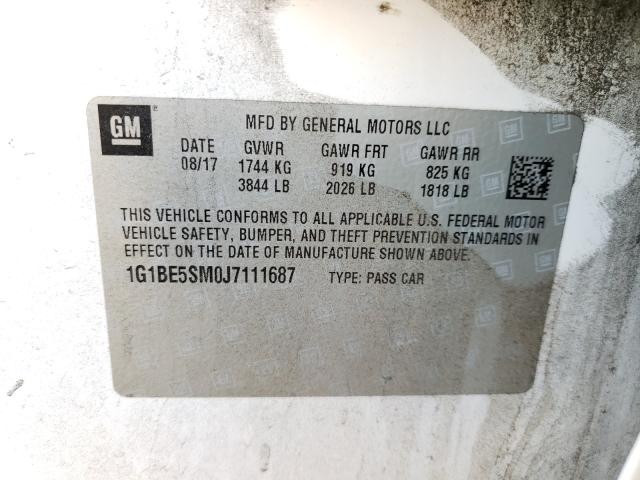 GM
MFD BY GENERAL MOTORS LLC
DATE GVWR GAWR FRT GAWR RR
08/17 1744 KG 919 KG 825 KG
3844 LB 2026 LB 1818 LB
THIS VEHICLE CONFORMS TO ALL APPLICABLE U.S. FEDERAL MOTOR
VEHICLE SAFETY, BUMPER, AND THEFT PREVENTION STANDARDS IN
EFFECT ON THE DATE OF MANUFACTURE SHOWN ABOVE.
1G1BE5SM0J7111687 TYPE: PASS CAR